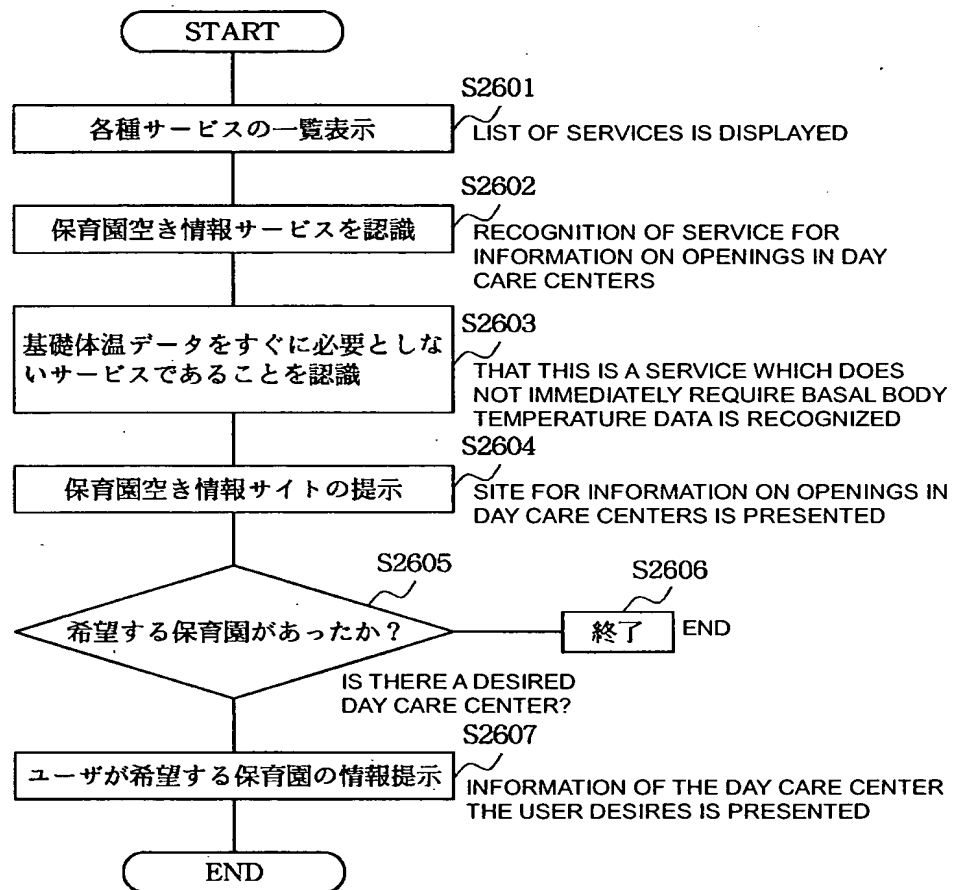 START
S2601
各種サービスの一覧表示
LIST OF SERVICES IS DISPLAYED
S2602
保育園空き情報サービスを認識
RECOGNITION OF SERVICE FOR
INFORMATION ON OPENINGS IN DAY
CARE CENTERS
S2603
基礎体温データをすぐに必要としな
いサービスであることを認識
THAT THIS IS A SERVICE WHICH DOES
NOT IMMEDIATELY REQUIRE BASAL BODY
TEMPERATURE DATA IS RECOGNIZED
S2604
保育園空き情報サイトの提示
SITE FOR INFORMATION ON OPENINGS IN
DAY CARE CENTERS IS PRESENTED
S2605
希望する保育園があったか?
IS THERE A DESIRED
DAY CARE CENTER?
S2606
終了
END
S2607
ユーザが希望する保育園の情報提示
INFORMATION OF THE DAY CARE CENTER
THE USER DESIRES IS PRESENTED
END